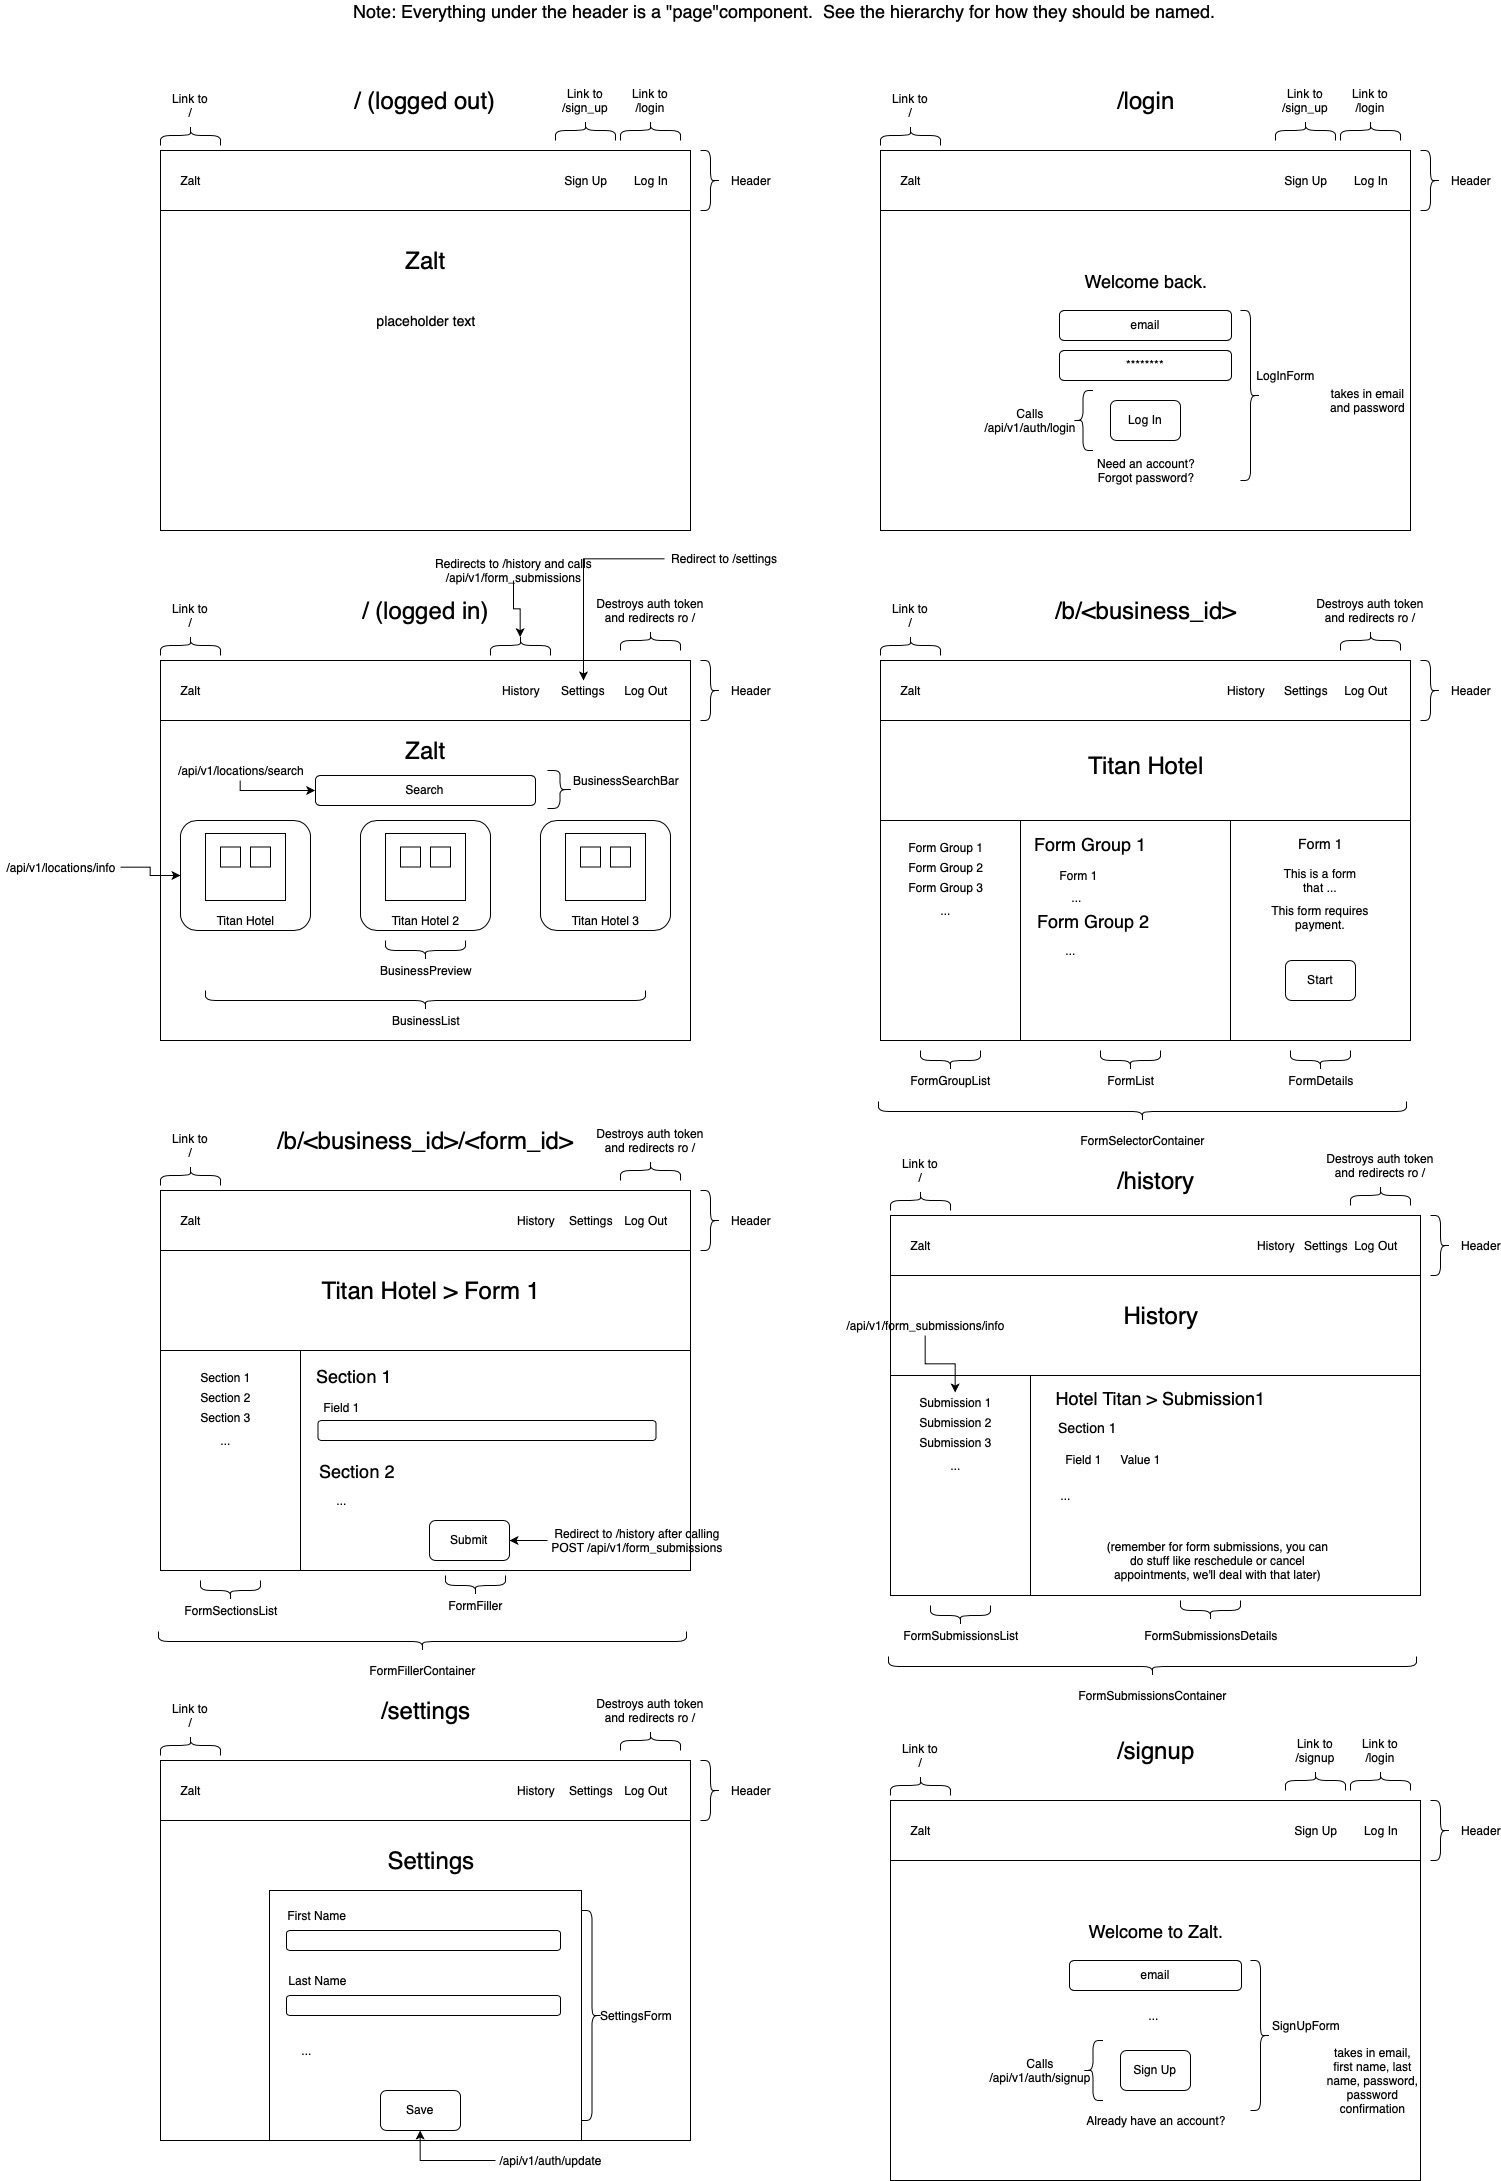 Note: Everything under the header is a "page"component.  See the hierarchy for how they should be named.
Link to
/
/ (logged out)
Link to
/sign_up
Link to
/login
Zalt
Sign Up
Log In
Header
Zalt
placeholder text
Link to
/
/login
Link to
/sign_up
Link to
/login
Zalt
Sign Up
Log In
Header
Welcome back.
email
********
LogInForm
takes in email
and password
Calls
/api/v1/auth/login
Log In
Need an account?
Forgot password?
Redirects to /history and calls
/api/v1/form_submissions
Redirect to /settings
Link to
/
/ (logged in)
Destroys auth token
and redirects ro /
Zalt
History
Settings
Log Out
Header
Zalt
/api/v1/locations/search
Search
BusinessSearchBar
/api/v1/locations/info
Titan Hotel
Titan Hotel 2
Titan Hotel 3
BusinessPreview
BusinessList
Link to
/
/b/<business_id>
Destroys auth token
and redirects ro /
Zalt
History
Settings
Log Out
Header
Titan Hotel
Form Group 1
Form Group 2
Form Group 3
...
Form Group 1
Form 1
...
Form Group 2
...
Form 1
This is a form
that ...
This form requires
payment.
Start
FormGroupList
FormList
FormDetails
FormSelectorContainer
Link to
/
/b/<business_id>/<form_id>
Destroys auth token
and redirects ro /
Zalt
History
Settings
Log Out
Header
Titan Hotel > Form 1
Section 1
Section 2
Section 3
...
Section 1
Field 1
Section 2
...
Submit
Redirect to /history after calling
POST /api/v1/form_submissions
FormSectionsList
FormFiller
FormFillerContainer
Link to
/
/history
Destroys auth token
and redirects ro /
Zalt
History
Settings
Log Out
Header
History
/api/v1/form_submissions/info
Submission 1
Submission 2
Submission 3
...
Hotel Titan > Submission1
Section 1
Field 1
Value 1
...
(remember for form submissions, you can
do stuff like reschedule or cancel
appointments, we'll deal with that later)
FormSubmissionsList
FormSubmissionsDetails
FormSubmissionsContainer
Link to
/
/settings
Destroys auth token
and redirects ro /
Zalt
History
Settings
Log Out
Header
Settings
First Name
Last Name
...
SettingsForm
Save
/api/v1/auth/update
Link to
/
/signup
Link to
/signup
Link to
/login
Zalt
Sign Up
Log In
Header
Welcome to Zalt.
email
...
SignUpForm
takes in email,
first name, last
name, password,
password
confirmation
Calls
/api/v1/auth/signup
Sign Up
Already have an account?